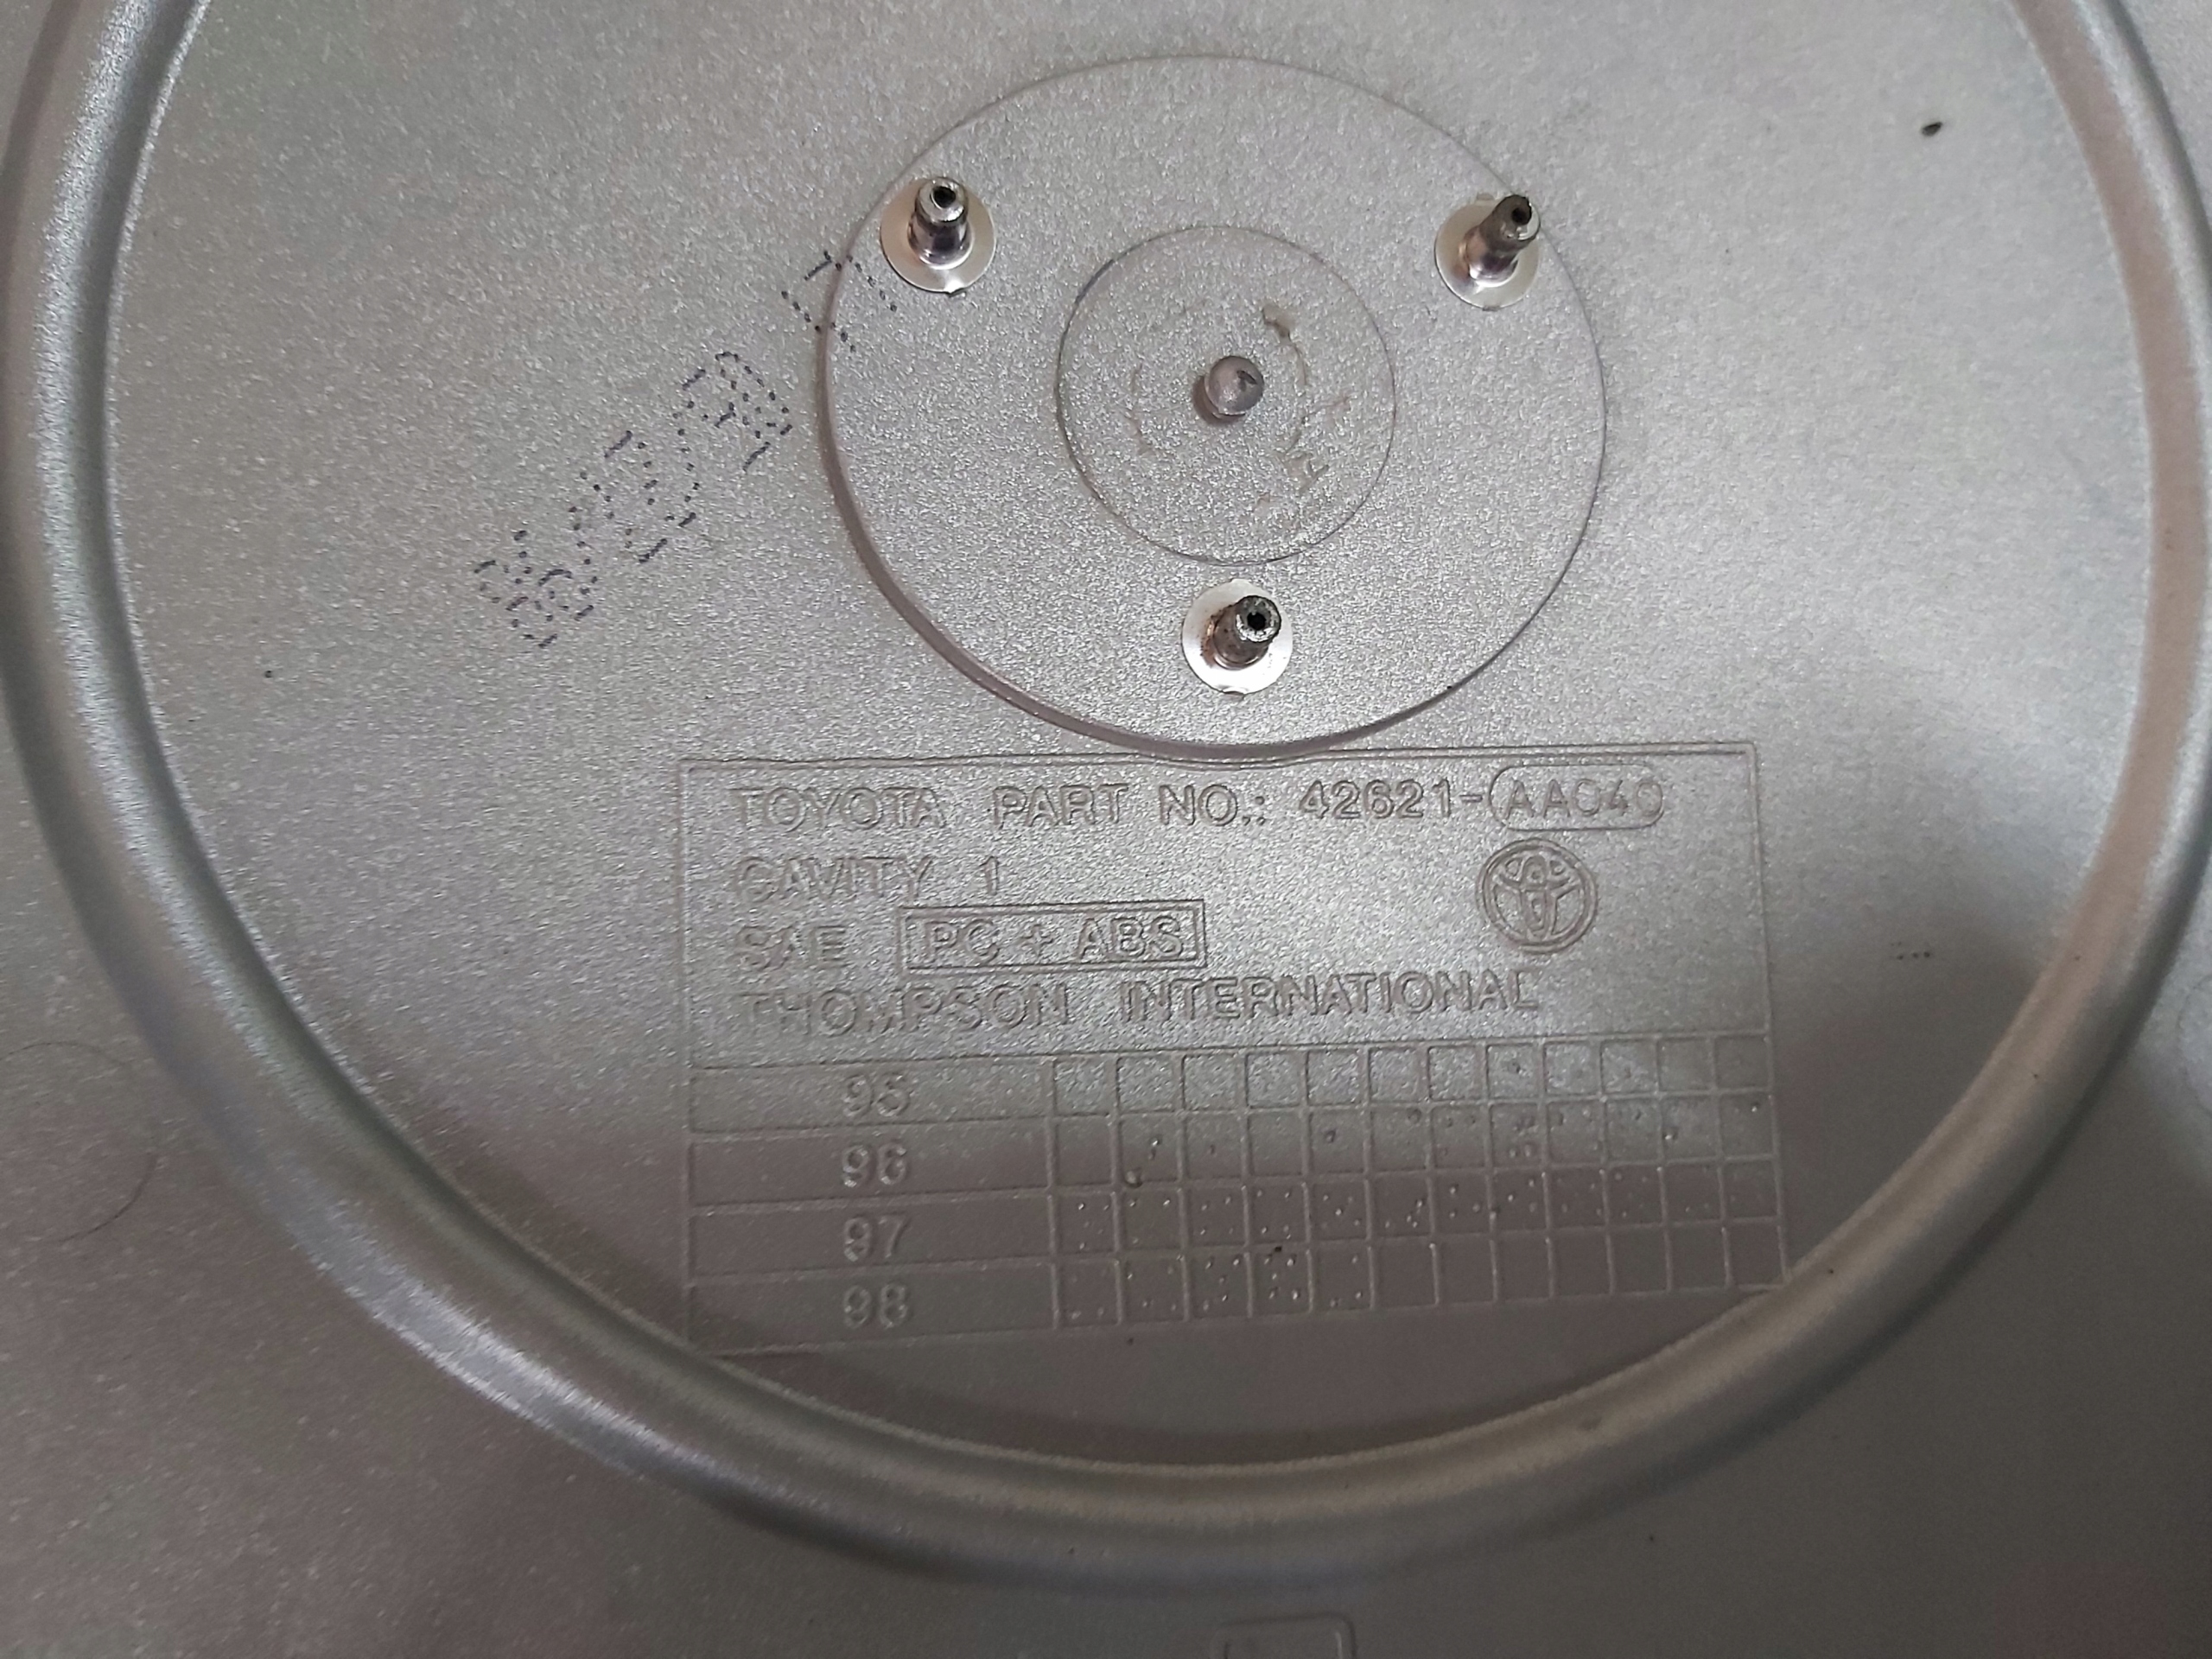 TOYOTA PART NO.: 42621-AA040
CAVITY 1
SAE PC + ABS
THOMPSON INTERNATIONAL
95
96
97
98